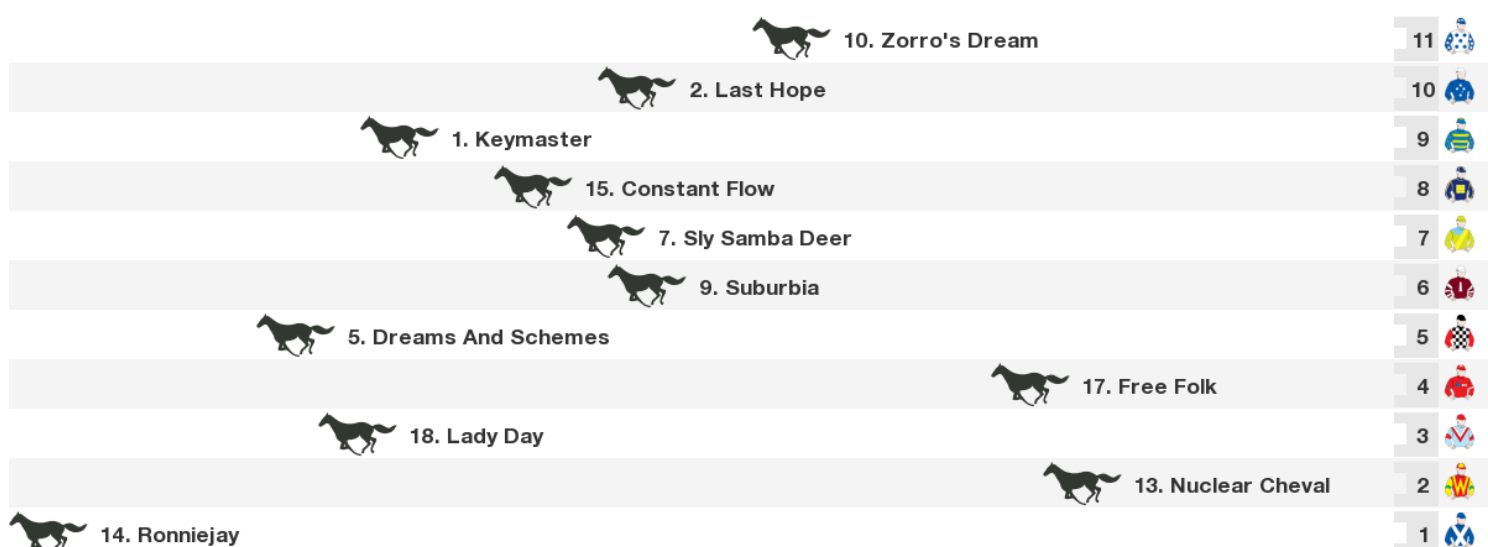 10. Zorro's Dream 11
2. Last Hope 10
1. Keymaster 9
15. Constant Flow 8
7. Sly Samba Deer 7
9. Suburbia 6
5. Dreams And Schemes 5
17. Free Folk 4
18. Lady Day 3
13. Nuclear Cheval 2 W
14. Ronniejay 1